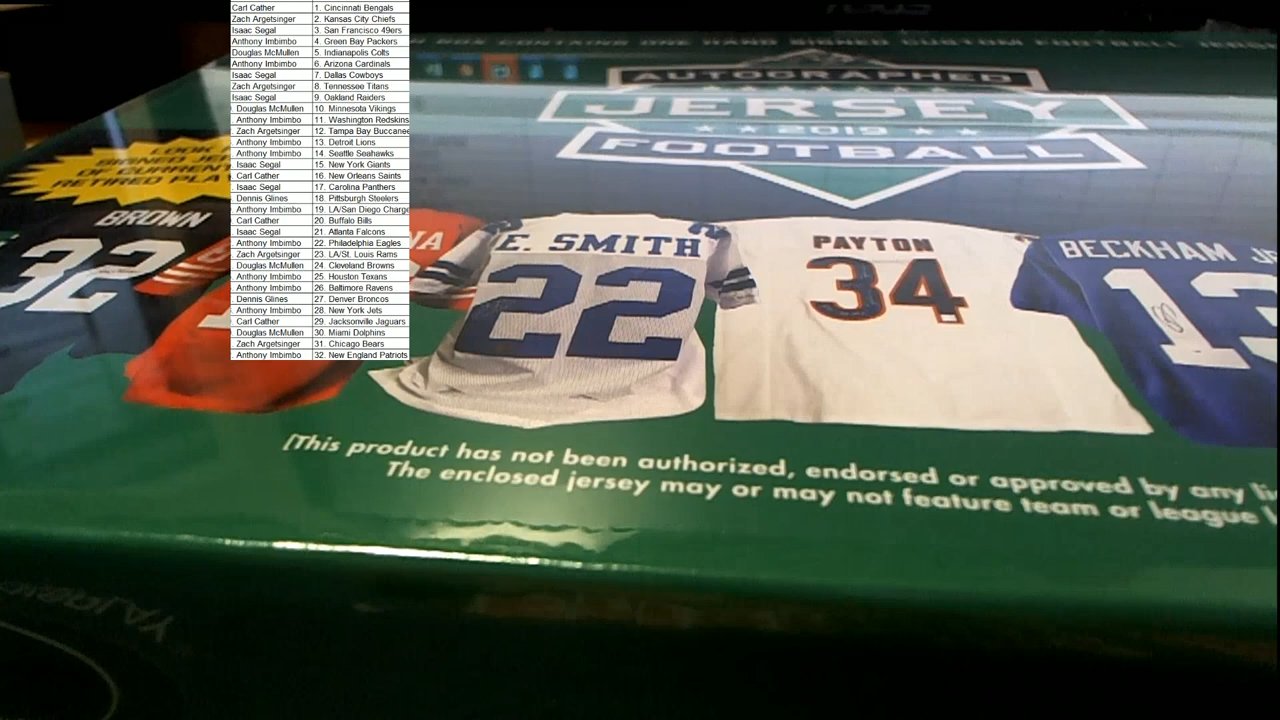 Carl Cather 1. Cincinnati Bengals
Zach Argetsinger 2. Kansas City Chiefs
Isaac Segal 3. San Francisco 49ers
Anthony Imbimbo 4. Green Bay Packers
Douglas McMullen 5. Indianapolis Colts
Anthony Imbimbo 6. Arizona Cardinals
Isaac Segal 7. Dallas Cowboys
Zach Argetsinger 8. Tennessee Titans
Isaac Segal 9. Oakland Raiders
Douglas McMullen 10. Minnesota Vikings
Anthony Imbimbo 11. Washington Redskins
Zach Argetsinger 12. Tampa Bay Buccanee
Anthony Imbimbo 13. Detroit Lions
Anthony Imbimbo 14. Seattle Seahawks
Isaac Segal 15. New York Giants
Carl Cather 16. New Orleans Saints
Isaac Segal 17. Carolina Panthers
Dennis Glines 18. Pittsburgh Steelers
Anthony Imbimbo 19. LA/San Diego Charge
Carl Cather 20. Buffalo Bills
Isaac Segal 21. Atlanta Falcons
Anthony Imbimbo 22. Philadelphia Eagles
Zach Argetsinger 23. LA/St. Louis Rams
Douglas McMullen 24. Cleveland Browns
Anthony Imbimbo 25. Houston Texans
Anthony Imbimbo 26. Baltimore Ravens
Dennis Glines 27. Denver Broncos
Anthony Imbimbo 28. New York Jets
Carl Cather 29. Jacksonville Jaguars
Douglas McMullen 30. Miami Dolphins
Zach Argetsinger 31. Chicago Bears
Anthony Imbimbo 32. New England Patriots
AUTOGRAPHED
JERSEY
2019
FOOTBALL
LOOK
SIGNED JE
OF CURREN
RETIRED PLA
BROWN
32
NA
E. SMITH
22
PAYTON
34
BECKHAM J
13
[This product has not been authorized, endorsed or approved by any
The enclosed jersey may or may not feature team or league